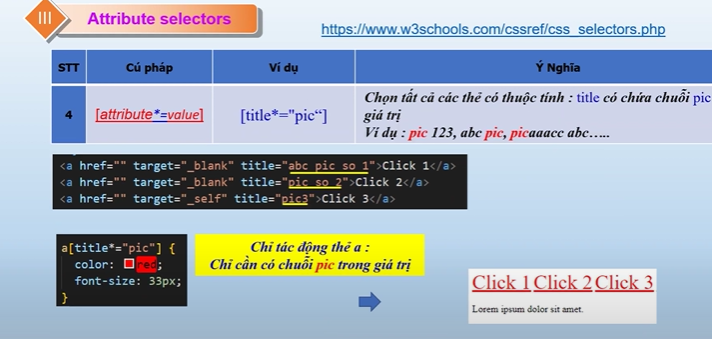 III
Attribute selectors
https://www.w3schools.com/cssref/css_selectors.php
STT Cú pháp Ví dụ Ý Nghĩa
4 [attribute*=value] [title*="pic“] Chọn tất cả các thẻ có thuộc tính : title có chứa chuỗi pic
giá trị
Ví dụ : pic 123, abc pic, picaaacc abc…..
<a href="" target="_blank" title="abc pic so 1">Click 1</a>
<a href="" target="_blank" title="pic so 2">Click 2</a>
<a href="" target="_self" title="pic3">Click 3</a>
a[title*="pic"] {
color: red;
font-size: 33px;
}
Chỉ tác động thẻ a :
Chỉ cần có chuỗi pic trong giá trị
Click 1 Click 2 Click 3
Lorem ipsum dolor sit amet.